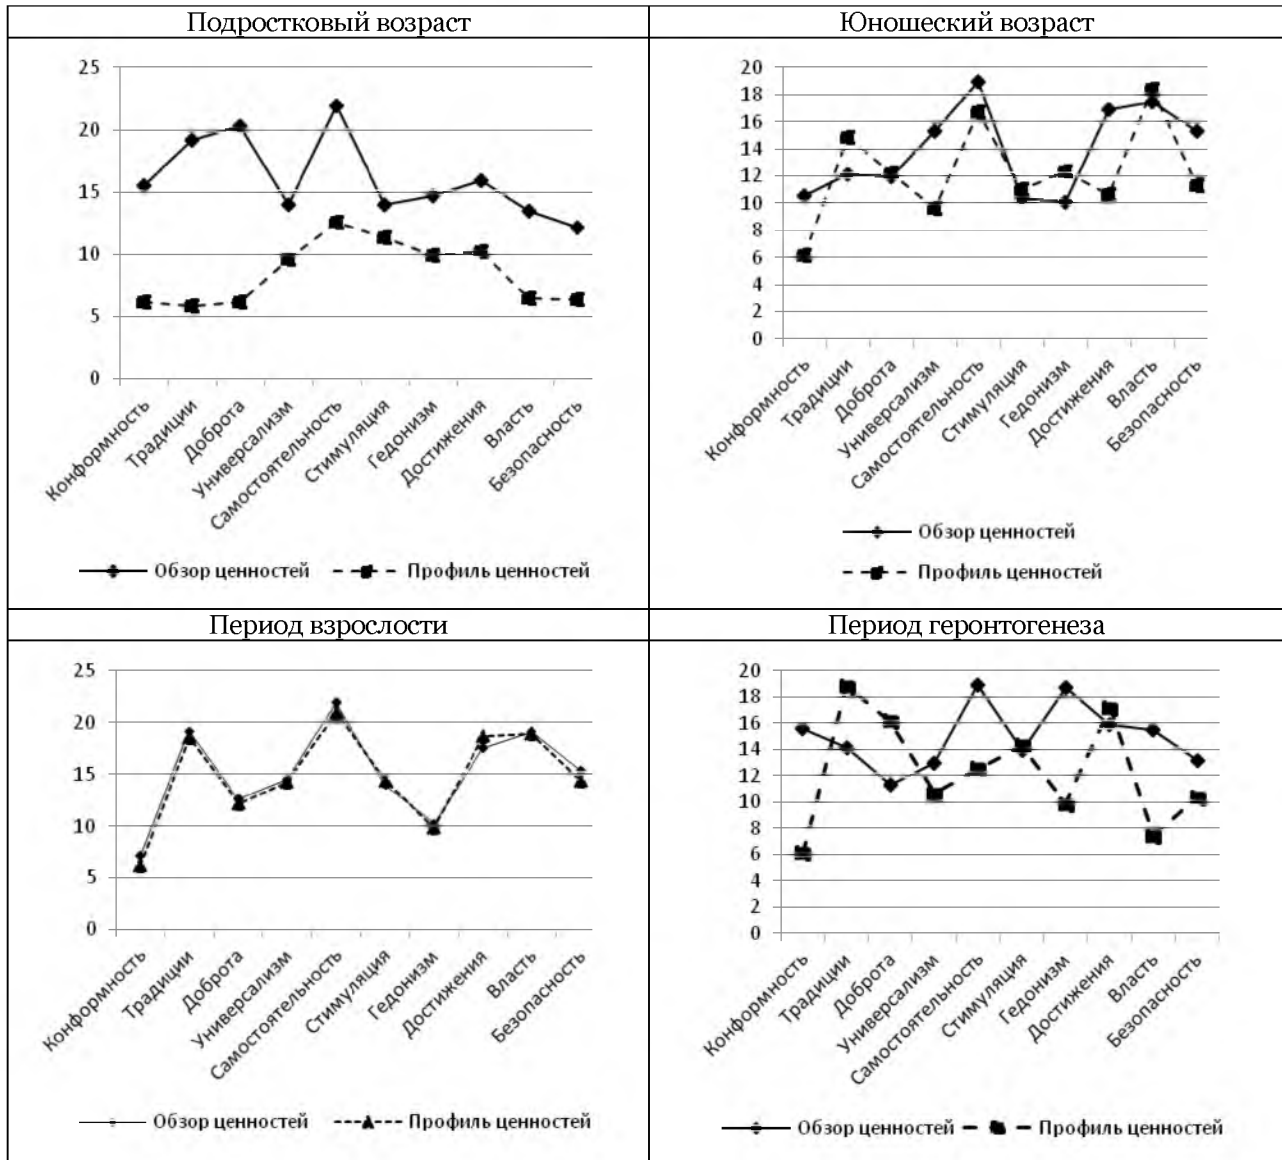 Подростковый возраст
Юношеский возраст
25
20
15
10
5
0
Конформность
Традиции
Доброта
Универсализм
Самостоятельность
Стимуляция
Гедонизм
Достижения
Власть
Безопасность
Обзор ценностей
Профиль ценностей
20
18
16
14
12
10
8
6
4
2
0
Конформность
Традиции
Доброта
Универсализм
Самостоятельность
Стимуляция
Гедонизм
Достижения
Власть
Безопасность
Обзор ценностей
Профиль ценностей
Период взрослости
Период геронтогенеза
25
20
15
10
5
0
Конформность
Традиции
Доброта
Универсализм
Самостоятельность
Стимуляция
Гедонизм
Достижения
Власть
Безопасность
Обзор ценностей
Профиль ценностей
20
18
16
14
12
10
8
6
4
2
0
Конформность
Традиции
Доброта
Универсализм
Самостоятельность
Стимуляция
Гедонизм
Достижения
Власть
Безопасность
Обзор ценностей
Профиль ценностей